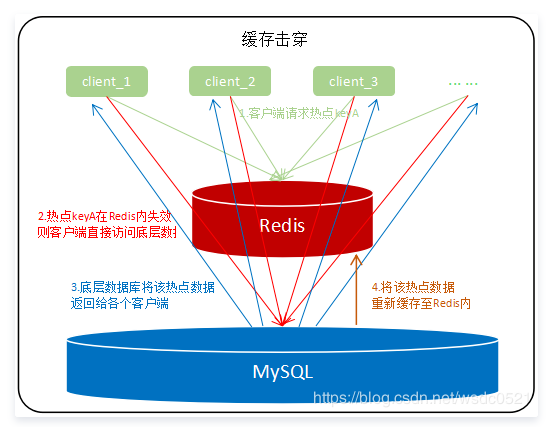 缓存击穿
client_1
client_2
client_3
... ...
1.客户端请求热点keyA
Redis
2.热点keyA在Redis内失效
则客户端直接访问底层数
3.底层数据库将该热点数据
返回给各个客户端
4.将该热点数据
重新缓存至Redis内
MySQL
https://blog.csdn.net/wsdc0521